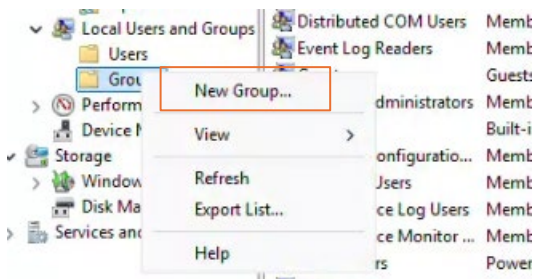 Local Users and Groups
Users
Grou
Perform
Device M
Storage
Window
Disk Ma
Services and
New Group...
View
Refresh
Export List...
Help
Distributed COM Users Memb
Event Log Readers Memb
Guests
dministrators Memb
Built-i
onfiguratio... Memb
Users Memb
ce Log Users Memb
ce Monitor ... Memb
rs Power